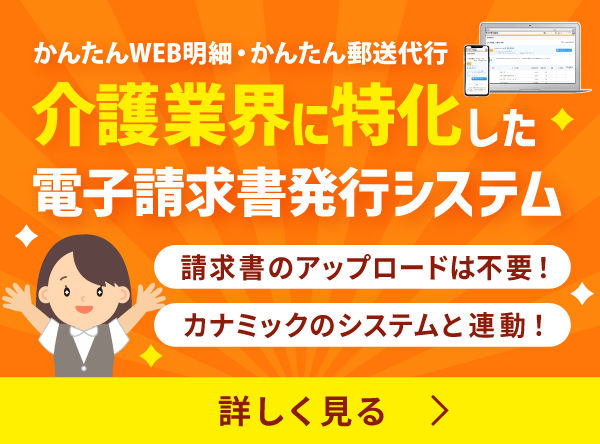 かんたんWEB明細・かんたん郵送代行
介護業界に特化した
電子請求書発行システム
請求書のアップロードは不要！
カナミックのシステムと連動！
詳しく見る